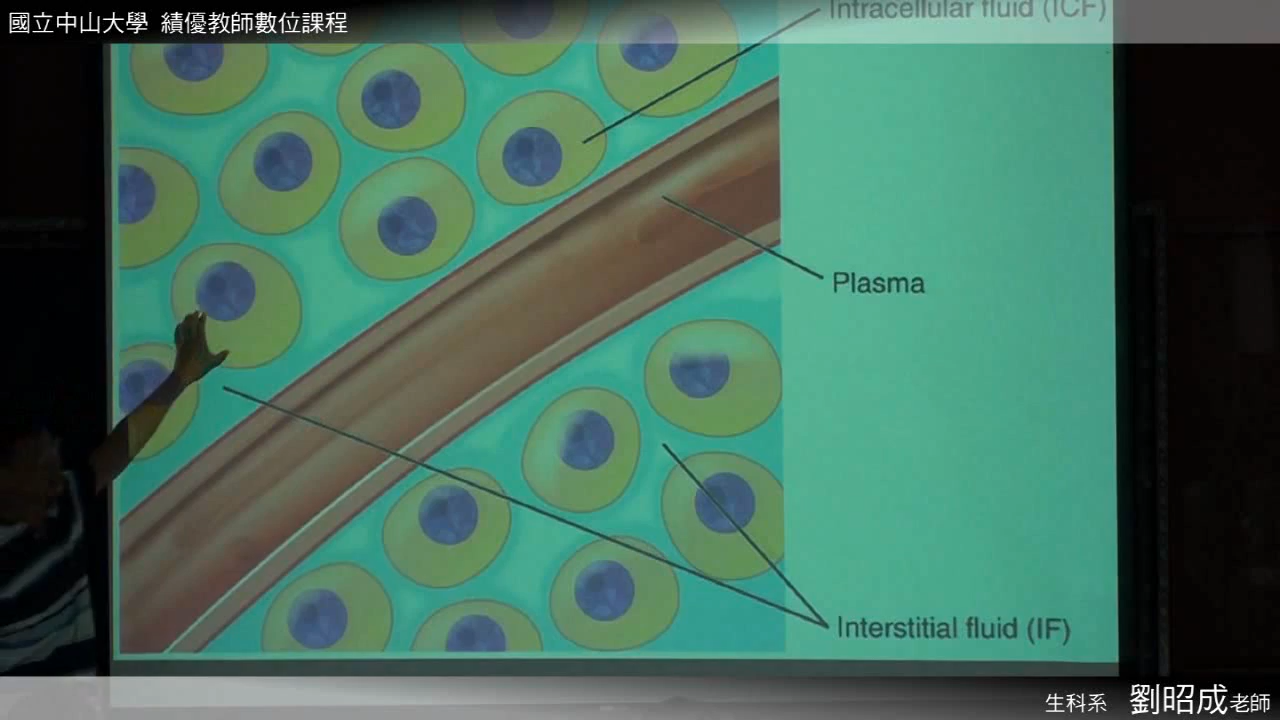 國立中山大學 績優教師數位課程
Intracellular fluid (ICF)
Plasma
Interstitial fluid (IF)
生科系 劉昭成老師